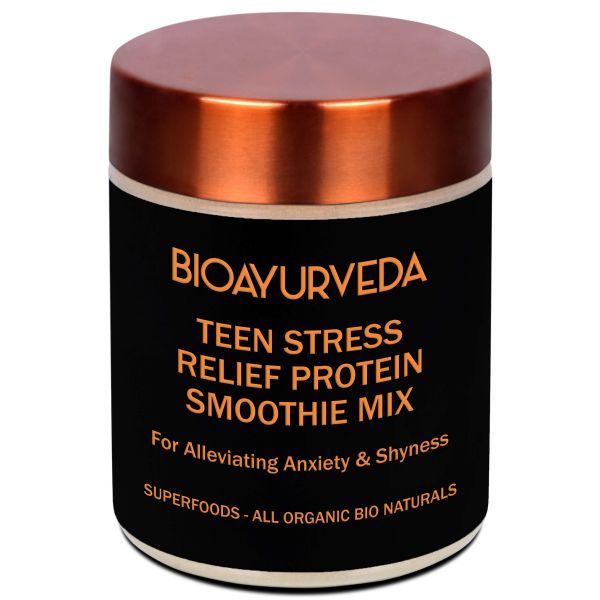 BIOAYURVEDA
TEEN STRESS
RELIEF PROTEIN
SMOOTHIE MIX
For Alleviating Anxiety & Shyness
SUPERFOODS - ALL ORGANIC BIO NATURALS